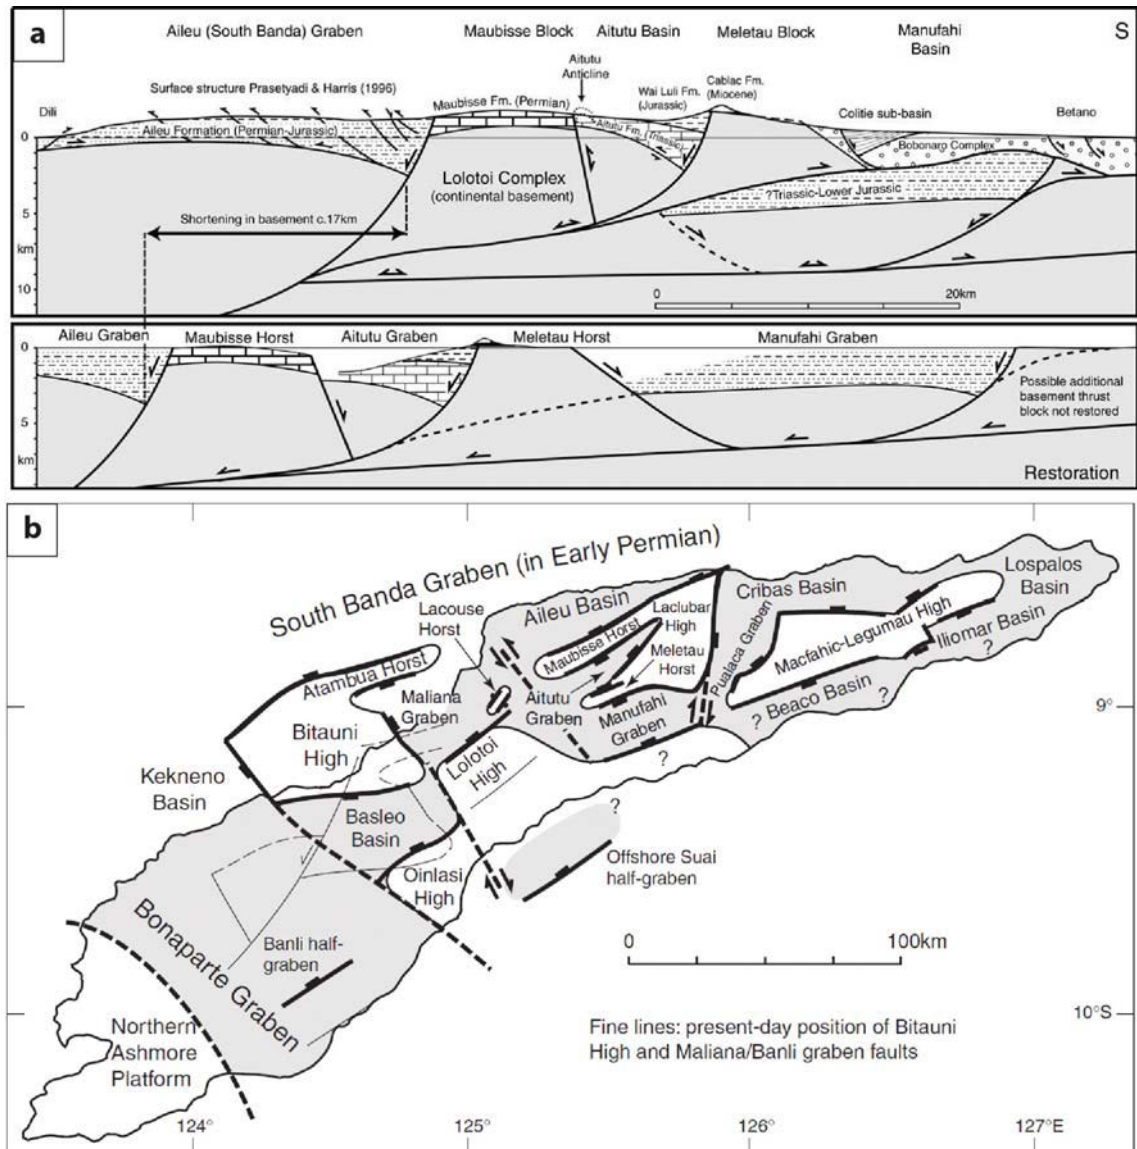 a
Aileu (South Banda) Graben
Maubisse Block
Aitutu Basin
Meletau Block
Manufahi
Basin
S
Aitutu
Anticline
Surface structure Prasetyadi & Harris (1996)
Dili
Maubisse Fm. (Permian)
Wai Luli Fm.
(Jurassic)
Cablac Fm.
(Miocene)
Colitie sub-basin
Betano
Aileu Formation (Permian-Jurassic)
Aitutu Fm. (Triassic)
Bobonaro Complex
0
Lolotoi Complex
(continental basement)
?Triassic-Lower Jurassic
Shortening in basement c.17km
5
km
10
0
20km
Aileu Graben
Maubisse Horst
Aitutu Graben
Meletau Horst
Manufahi Graben
0
Possible additional
basement thrust
block not restored
5
km
Restoration
b
South Banda Graben (in Early Permian)
Lacouse
Horst
Aileu Basin
Laclubar
High
Cribas Basin
Lospalos
Basin
Atambua Horst
Maubisse Horst
Meletau
Horst
Pualaca Graben
Macfahic-Legumau High
Iliomar Basin
?
Maliana
Graben
Aitutu
Graben
Manufahi
Graben
Beaco Basin
?
?
9°
Bitauni
High
Lolotoi
High
?
Kekneno
Basin
Basleo
Basin
?
Oinlasi
High
Offshore Suai
half-graben
Bonaparte Graben
Banli half-
graben
0
100km
Northern
Ashmore
Platform
10°S
Fine lines: present-day position of Bitauni
High and Maliana/Banli graben faults
124°
125°
126°
127°E